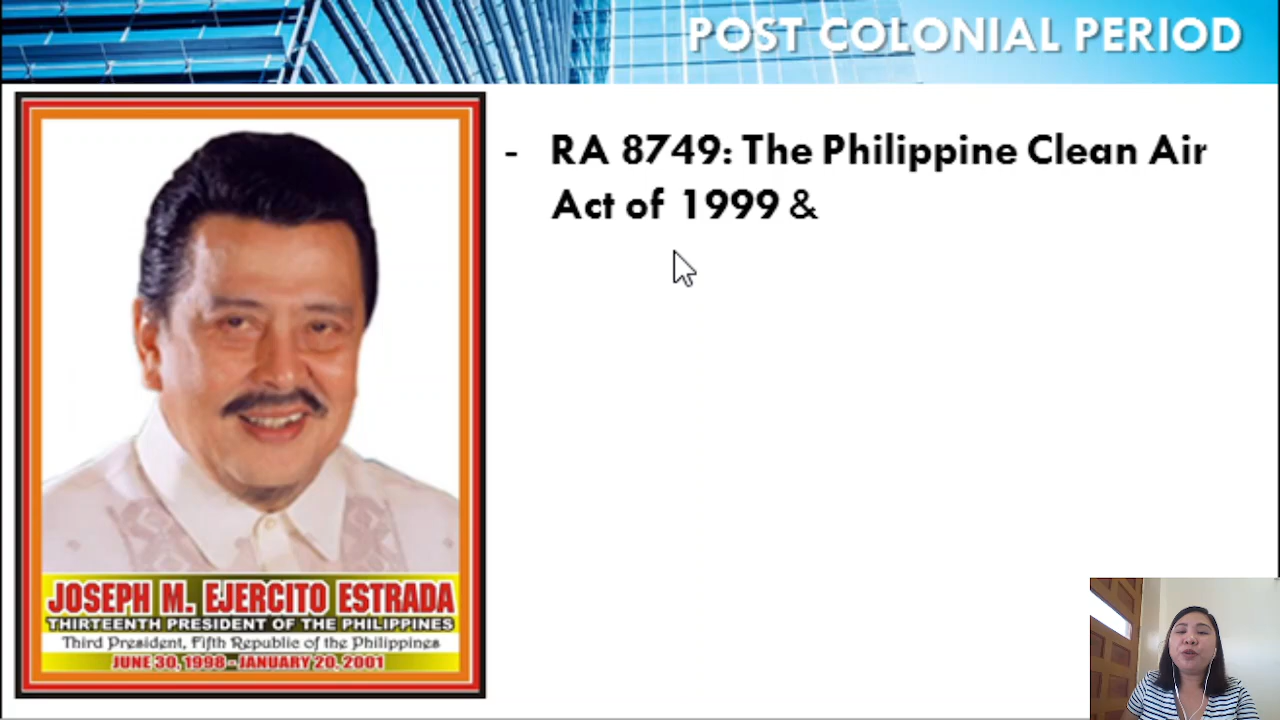 POST COLONIAL PERIOD
- RA 8749: The Philippine Clean Air
Act of 1999 &
JOSEPH M. EJERCITO ESTRADA
THIRTEENTH PRESIDENT OF THE PHILIPPINES
Third President, Fifth Republic of the Philippines
JUNE 30, 1998 - JANUARY 20, 2001